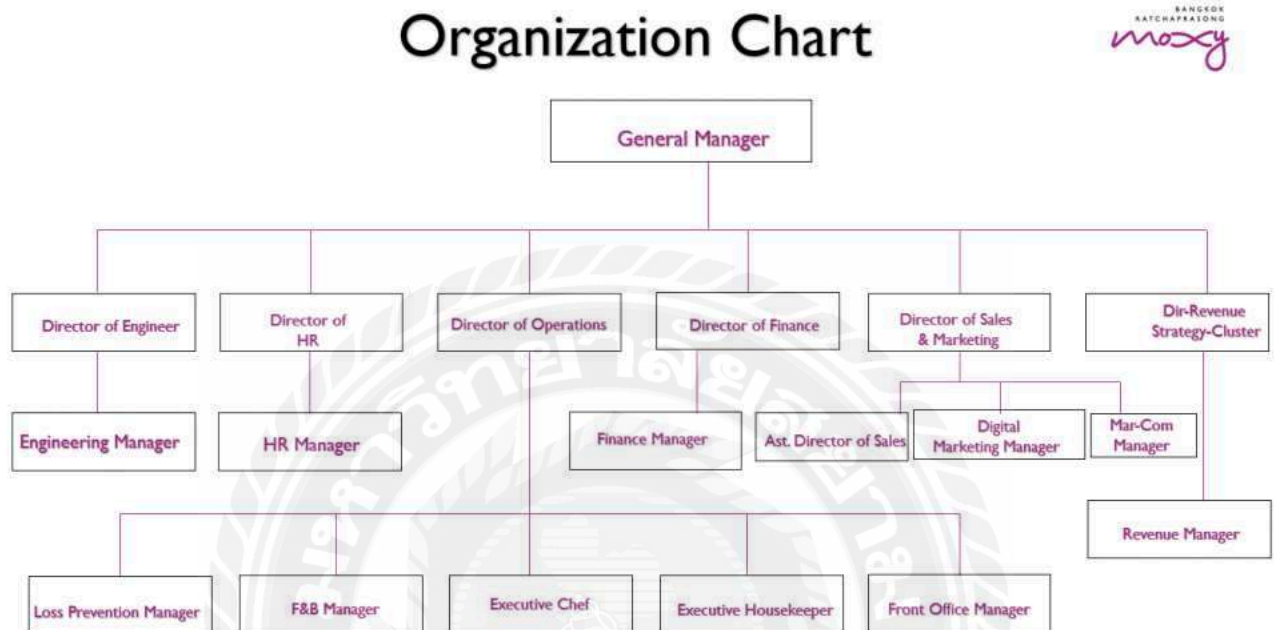 Organization Chart
BANGKOK
RATCHAPRASONG
moxy
General Manager
Director of Engineer
Director of
HR
Director of Operations
Director of Finance
Director of Sales
& Marketing
Dir-Revenue
Strategy-Cluster
Engineering Manager
HR Manager
Finance Manager
Ast. Director of Sales
Digital
Marketing Manager
Mar-Com
Manager
Revenue Manager
Loss Prevention Manager
F&B Manager
Executive Chef
Executive Housekeeper
Front Office Manager